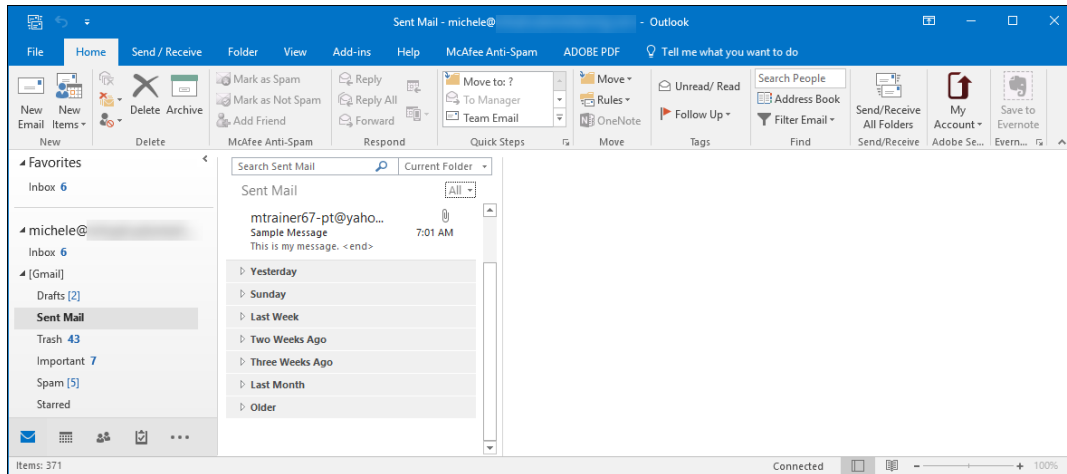 Sent Mail - michele@ - Outlook
File Home Send / Receive Folder View Add-ins Help McAfee Anti-Spam ADOBE PDF Tell me what you want to do
New Email
New Items
Delete
Archive
New
Delete
Mark as Spam
Mark as Not Spam
Add Friend
McAfee Anti-Spam
Reply
Reply All
Forward
Respond
Move to: ?
To Manager
Team Email
Quick Steps
Move
Rules
OneNote
Move
Unread/ Read
Follow Up
Tags
Search People
Address Book
Filter Email
Find
Send/Receive
All Folders
Send/Receive
My
Account
Adobe Se...
Save to
Evernote
Evern...
Favorites
Inbox 6
michele@
Inbox 6
[Gmail]
Drafts [2]
Sent Mail
Trash 43
Important 7
Spam [5]
Starred
Search Sent Mail Current Folder
Sent Mail All
mtrainer67-pt@yaho...
Sample Message 7:01 AM
This is my message. <end>
Yesterday
Sunday
Last Week
Two Weeks Ago
Three Weeks Ago
Last Month
Older
Items: 371 Connected 100%